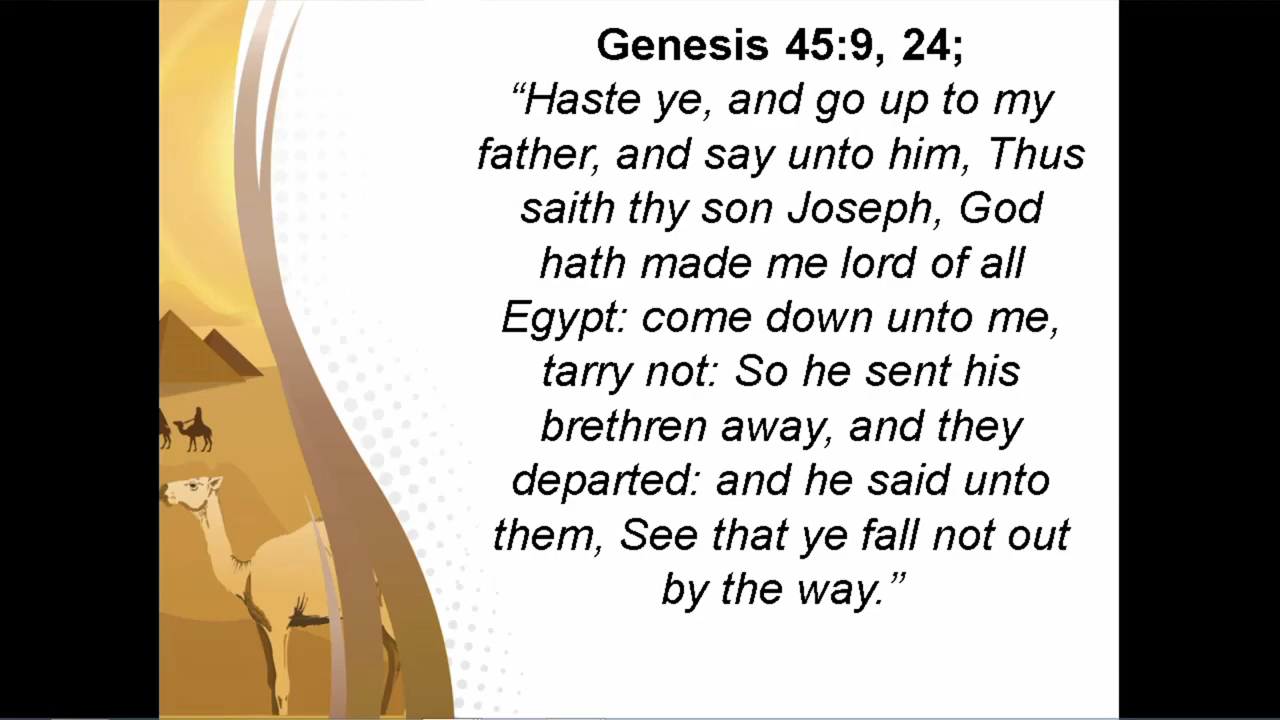 Genesis 45:9, 24;
“Haste ye, and go up to my
father, and say unto him, Thus
saith thy son Joseph, God
hath made me lord of all
Egypt: come down unto me,
tarry not: So he sent his
brethren away, and they
departed: and he said unto
them, See that ye fall not out
by the way.”